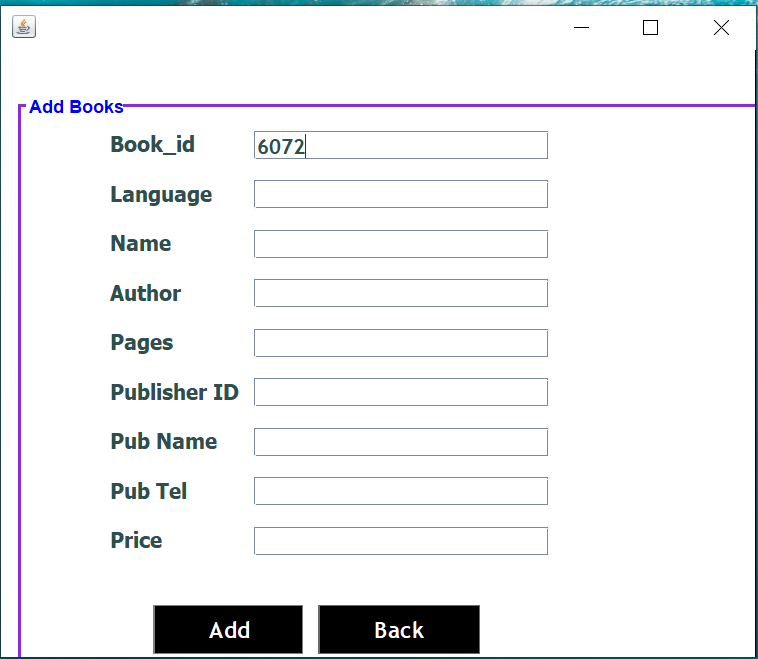 Add Books
Book_id 6072
Language
Name
Author
Pages
Publisher ID
Pub Name
Pub Tel
Price
Add Back